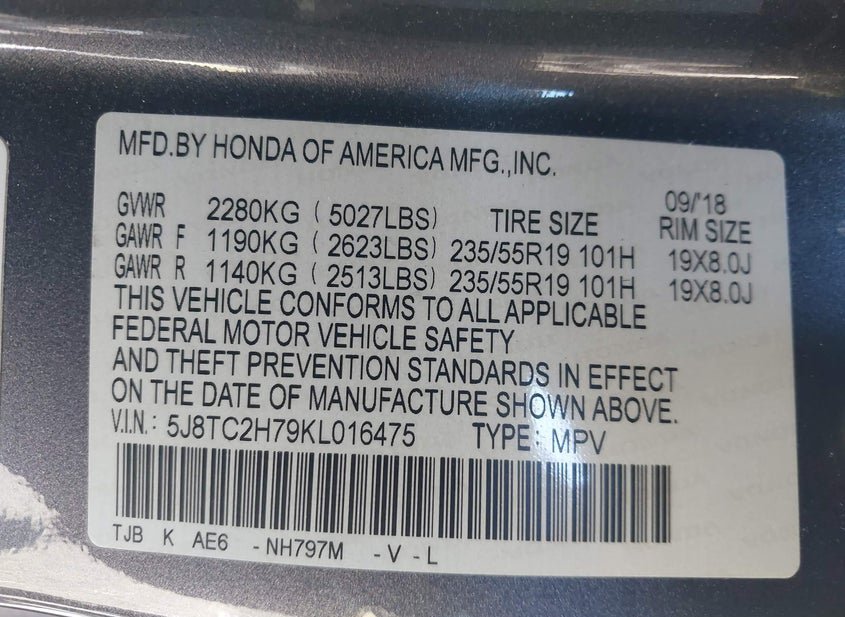 MFD.BY HONDA OF AMERICA MFG.,INC.
09/'18
GVWR 2280KG ( 5027LBS) TIRE SIZE RIM SIZE
GAWR F 1190KG ( 2623LBS) 235/55R19 101H 19X8.0J
GAWR R 1140KG ( 2513LBS) 235/55R19 101H 19X8.0J
THIS VEHICLE CONFORMS TO ALL APPLICABLE
FEDERAL MOTOR VEHICLE SAFETY
AND THEFT PREVENTION STANDARDS IN EFFECT
ON THE DATE OF MANUFACTURE SHOWN ABOVE.
V.I.N.: 5J8TC2H79KL016475 TYPE: MPV
TJB K AE6 -NH797M -V -L